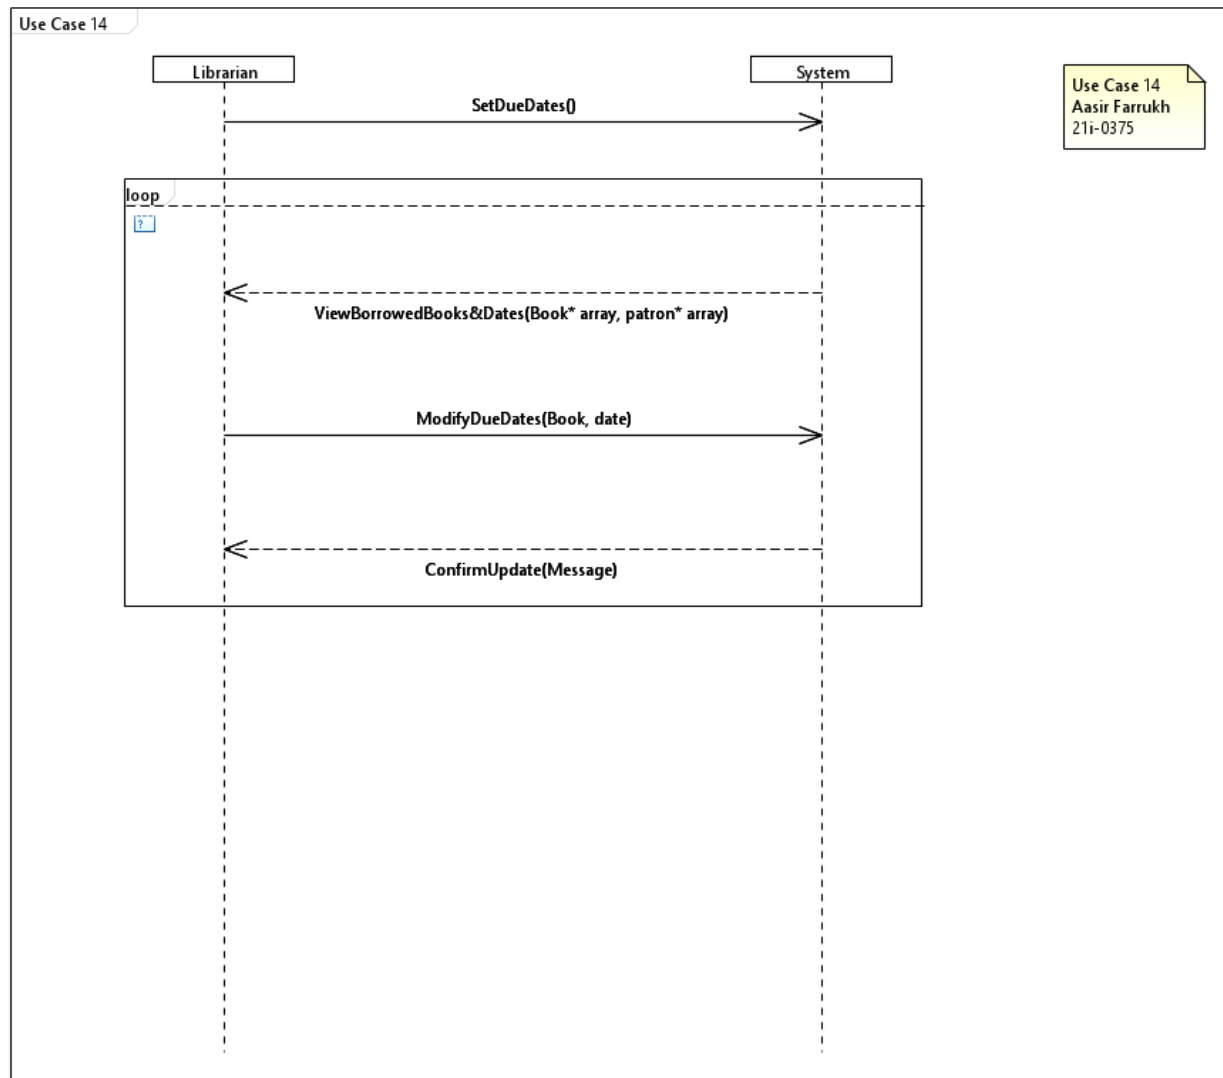 Use Case 14
Librarian
System
Use Case 14
Aasir Farrukh
21i-0375
SetDueDates()
loop
?
ViewBorrowedBooks&Dates(Book* array, patron* array)
ModifyDueDates(Book, date)
ConfirmUpdate(Message)